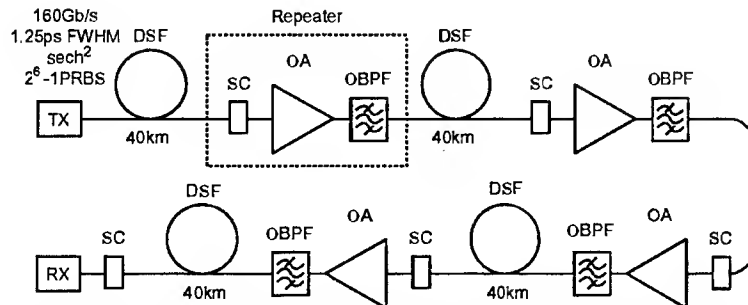 160Gb/s
1.25ps FWHM
sech²
2⁶-1PRBS
DSF
Repeater
DSF
OA
OA
SC
OBPF
SC
OBPF
TX
40km
40km
DSF
DSF
OA
OA
SC
OBPF
SC
OBPF
SC
RX
40km
40km